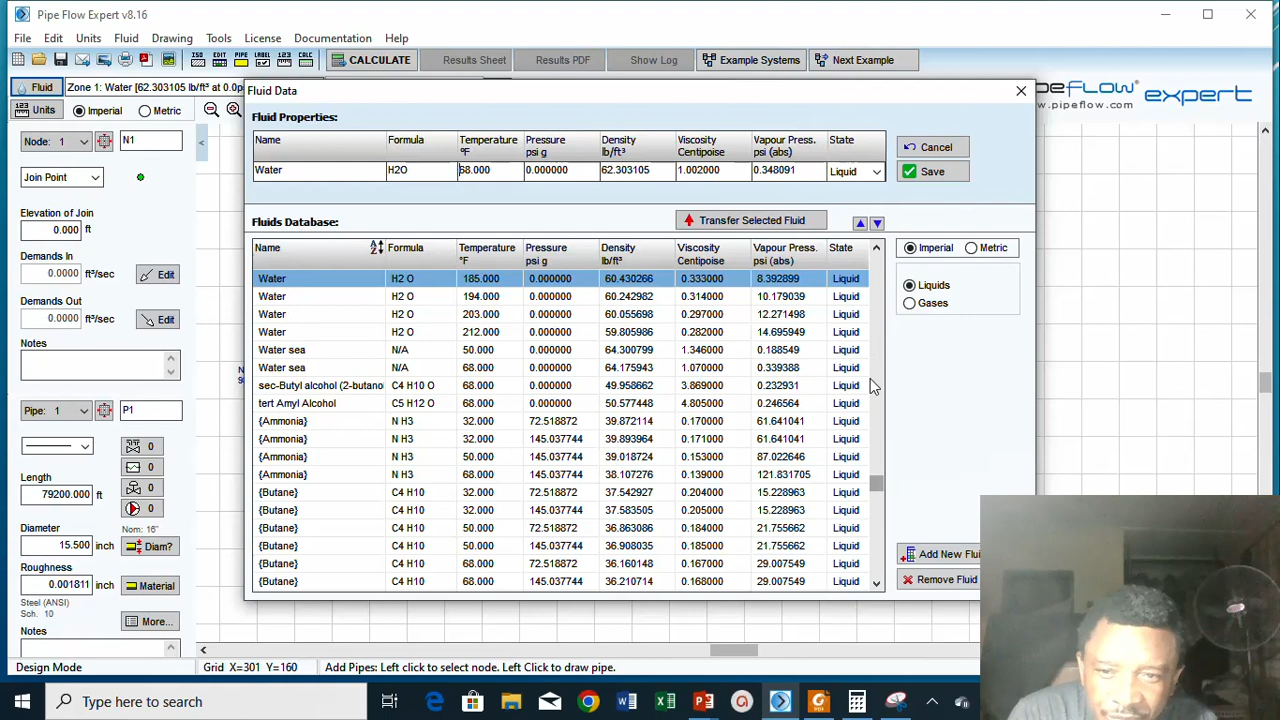 Pipe Flow Expert v8.16
File Edit Units Fluid Drawing Tools License Documentation Help
ISO EDIT PIPE LABEL 123 CALC CALCULATE Results Sheet Results PDF Show Log Example Systems Next Example
Fluid Zone 1: Water [62.303105 lb/ft³ at 0.0p
Fluid Data
peFLOW expert
w.pipeflow.com
123 Units Imperial Metric
Fluid Properties:
Name Formula Temperature °F Pressure psi g Density lb/ft³ Viscosity Centipoise Vapour Press. psi (abs) State
Cancel
Water H2O 68.000 0.000000 62.303105 1.002000 0.348091 Liquid
Save
Fluids Database:
Transfer Selected Fluid
Name Formula Temperature °F Pressure psi g Density lb/ft³ Viscosity Centipoise Vapour Press. psi (abs) State
Imperial Metric
Liquids
Gases
Water H2 O 185.000 0.000000 60.430266 0.333000 8.392899 Liquid
Water H2 O 194.000 0.000000 60.242982 0.314000 10.179039 Liquid
Water H2 O 203.000 0.000000 60.055698 0.297000 12.271498 Liquid
Water H2 O 212.000 0.000000 59.805986 0.282000 14.695949 Liquid
Water sea N/A 50.000 0.000000 64.300799 1.346000 0.188549 Liquid
Water sea N/A 68.000 0.000000 64.175943 1.070000 0.339388 Liquid
sec-Butyl alcohol (2-butano C4 H10 O 68.000 0.000000 49.958662 3.869000 0.232931 Liquid
tert Amyl Alcohol C5 H12 O 68.000 0.000000 50.577448 4.805000 0.246564 Liquid
{Ammonia} N H3 32.000 72.518872 39.872114 0.170000 61.641041 Liquid
{Ammonia} N H3 32.000 145.037744 39.893964 0.171000 61.641041 Liquid
{Ammonia} N H3 50.000 145.037744 39.018724 0.153000 87.022646 Liquid
{Ammonia} N H3 68.000 145.037744 38.107276 0.139000 121.831705 Liquid
{Butane} C4 H10 32.000 72.518872 37.542927 0.204000 15.228963 Liquid
{Butane} C4 H10 32.000 145.037744 37.583505 0.205000 15.228963 Liquid
{Butane} C4 H10 50.000 72.518872 36.863086 0.184000 21.755662 Liquid
{Butane} C4 H10 50.000 145.037744 36.908035 0.186000 21.755662 Liquid
{Butane} C4 H10 68.000 72.518872 36.160148 0.167000 29.007549 Liquid
{Butane} C4 H10 68.000 145.037744 36.210714 0.168000 29.007549 Liquid
Add New Flui
Remove Fluid
Node: 1 N1
Join Point
Elevation of Join
0.000 ft
Demands In
0.0000 ft³/sec Edit
Demands Out
0.0000 ft³/sec Edit
Notes
Pipe: 1 P1
0
0
Length
79200.000 ft
0
0
Diameter Nom: 16"
15.500 inch Diam?
Roughness
0.001811 inch Material
Steel (ANSI)
Sch. 10
More...
Notes
Design Mode Grid X=301 Y=160 Add Pipes: Left click to select node. Left Click to draw pipe.
Type here to search